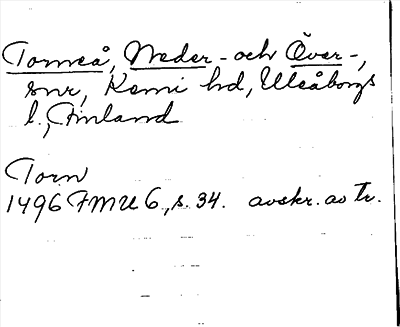 Torneå, Neder- och Över-,
snr, Kemi hd, Uleåborgs
l., Finland
Torn
1496 FMU 6, s. 34. avskr. av Tr.